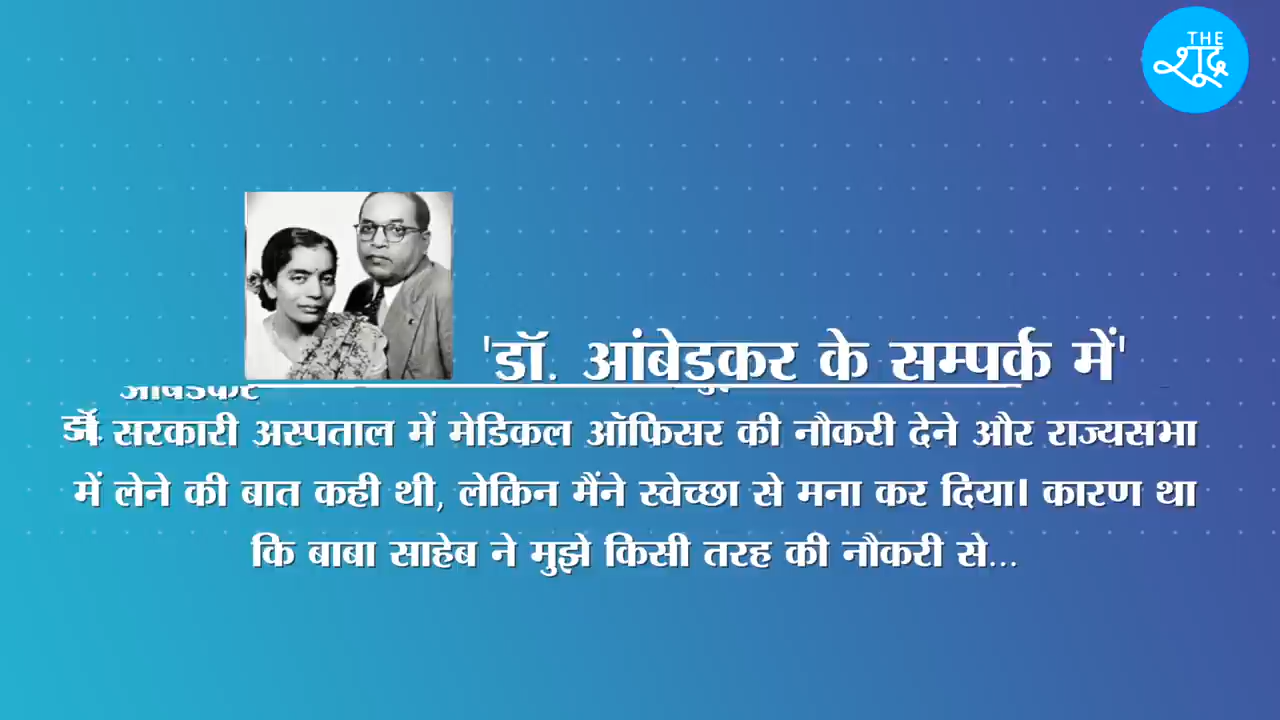 THE
शूद्र
'डॉ. आंबेडकर के सम्पर्क में'
सरकारी अस्पताल में मेडिकल ऑफिसर की नौकरी देने और राज्यसभा
में लेने की बात कही थी, लेकिन मैंने स्वेच्छा से मना कर दिया। कारण था
कि बाबा साहेब ने मुझे किसी तरह की नौकरी से...